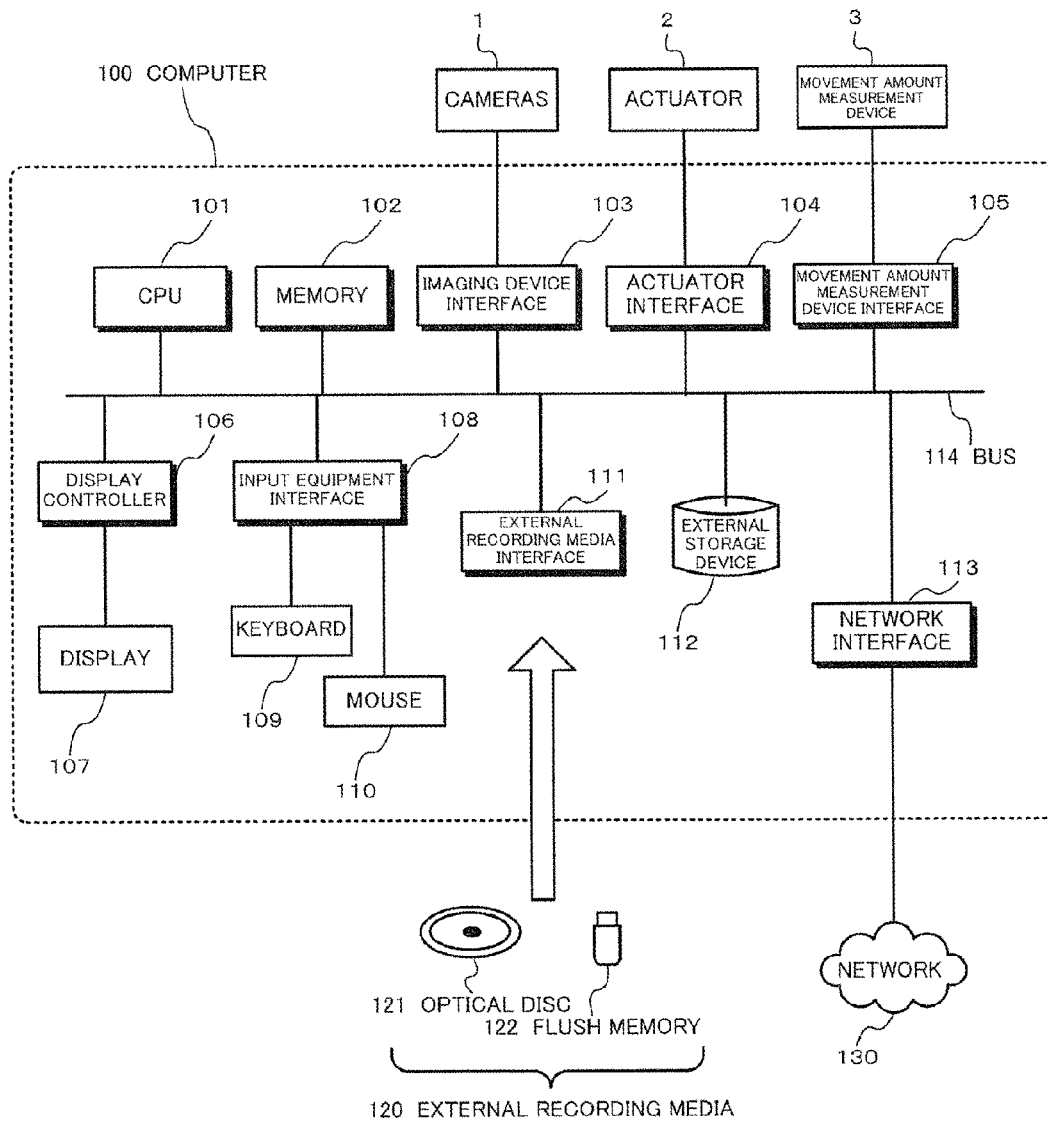 1
2
3
100 COMPUTER
CAMERAS
ACTUATOR
MOVEMENT AMOUNT
MEASUREMENT
DEVICE
101
102
103
104
105
CPU
MEMORY
IMAGING DEVICE
INTERFACE
ACTUATOR
INTERFACE
MOVEMENT AMOUNT
MEASUREMENT
DEVICE INTERFACE
106
108
114 BUS
DISPLAY
CONTROLLER
INPUT EQUIPMENT
INTERFACE
111
EXTERNAL
RECORDING MEDIA
INTERFACE
EXTERNAL
STORAGE
DEVICE
113
KEYBOARD
112
NETWORK
INTERFACE
DISPLAY
109
MOUSE
107
110
NETWORK
121 OPTICAL DISC
122 FLUSH MEMORY
130
120 EXTERNAL RECORDING MEDIA